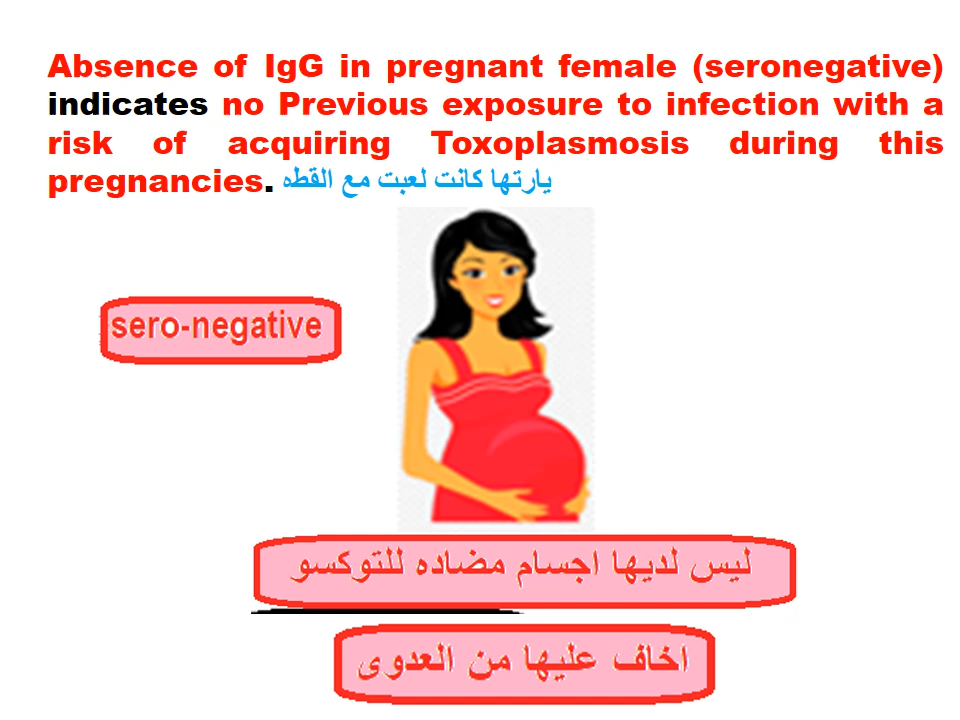 Absence of IgG in pregnant female (seronegative)
indicates no Previous exposure to infection with a
risk of acquiring Toxoplasmosis during this
pregnancies. يارتها كانت لعبت مع القطه
sero-negative
ليس لديها اجسام مضاده للتوكسو
اخاف عليها من العدوى